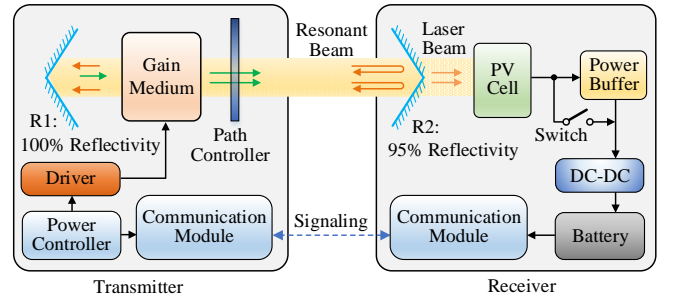 Resonant
Beam
Laser
Beam
Gain
Medium
PV
Cell
Power
Buffer
R1:
100% Reflectivity
Path
Controller
R2:
95% Reflectivity
Switch
Driver
DC-DC
Power
Controller
Communication
Module
Signaling
Communication
Module
Battery
Transmitter
Receiver